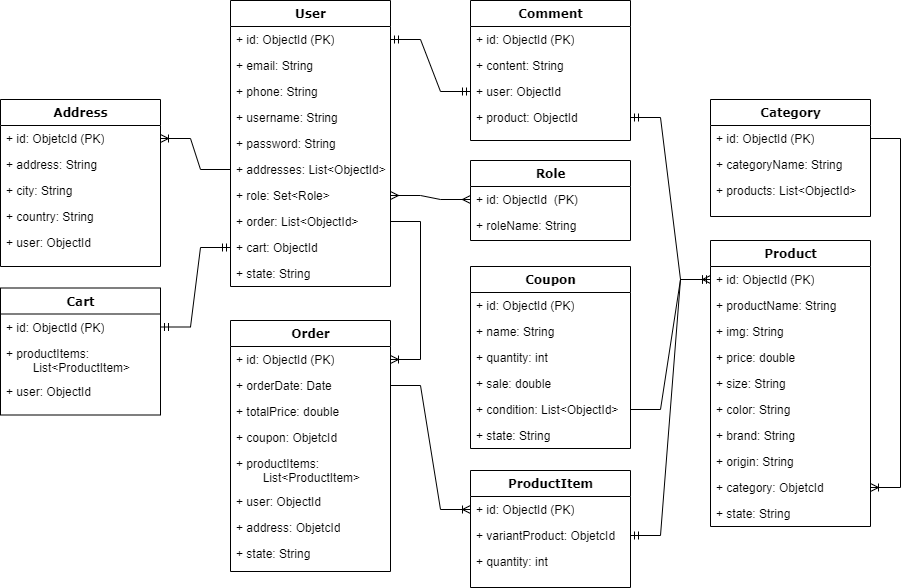 User
+ id: ObjectId (PK)
+ email: String
+ phone: String
+ username: String
+ password: String
+ addresses: List<ObjectId>
+ role: Set<Role>
+ order: List<ObjectId>
+ cart: ObjectId
+ state: String
Comment
+ id: ObjectId (PK)
+ content: String
+ user: ObjectId
+ product: ObjectId
Address
+ id: ObjetcId (PK)
+ address: String
+ city: String
+ country: String
+ user: ObjectId
Category
+ id: ObjetcId (PK)
+ categoryName: String
+ products: List<ObjectId>
Role
+ id: ObjectId (PK)
+ roleName: String
Product
+ id: ObjectId (PK)
+ productName: String
+ img: String
+ price: double
+ size: String
+ color: String
+ brand: String
+ origin: String
+ category: ObjetcId
+ state: String
Coupon
+ id: ObjectId (PK)
+ name: String
+ quantity: int
+ sale: double
+ condition: List<ObjectId>
+ state: String
Cart
+ id: ObjectId (PK)
+ productItems:
List<ProductItem>
+ user: ObjectId
Order
+ id: ObjectId (PK)
+ orderDate: Date
+ totalPrice: double
+ coupon: ObjetcId
+ productItems:
List<ProductItem>
+ user: ObjectId
+ address: ObjetcId
+ state: String
ProductItem
+ id: ObjectId (PK)
+ variantProduct: ObjetcId
+ quantity: int